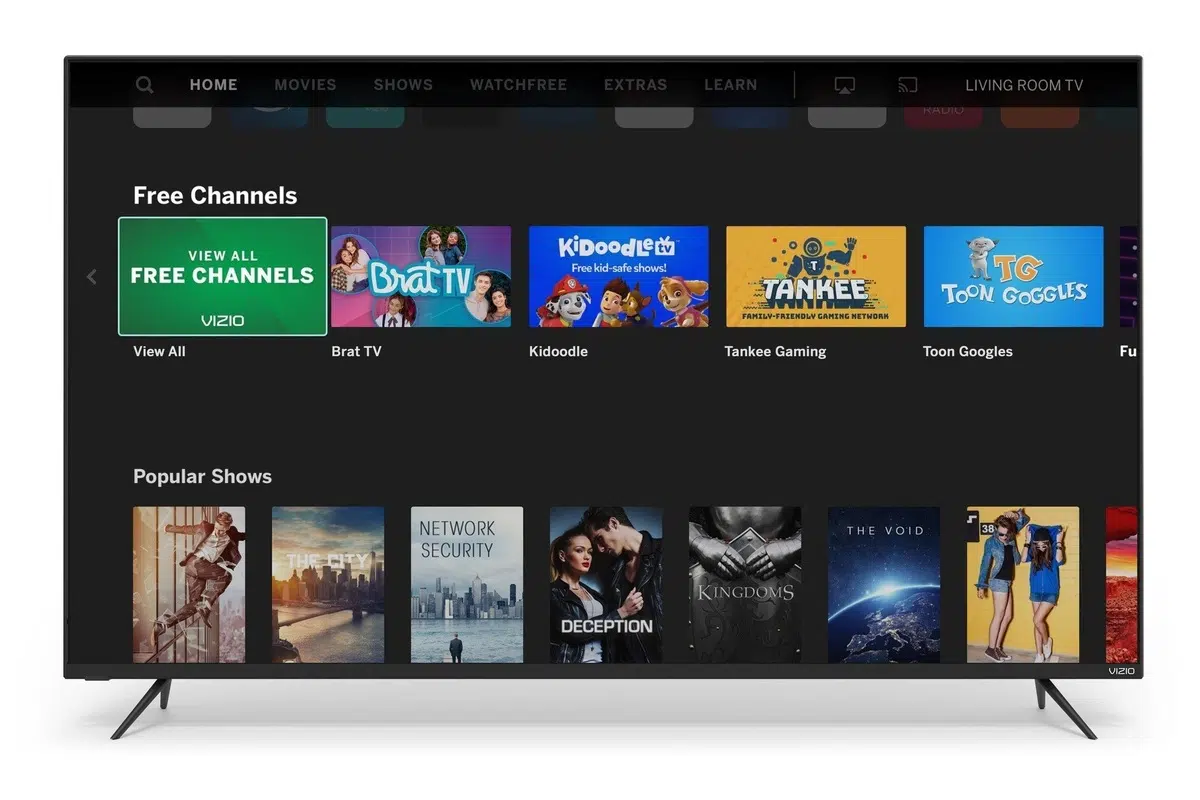 HOME MOVIES SHOWS WATCHFREE EXTRAS LEARN LIVING ROOM TV
RADIO
Free Channels
VIEW ALL
FREE CHANNELS
VIZIO
Brat TV
KiDOODLE tv
Free kid-safe shows!
T
TANKEE
FAMILY-FRIENDLY GAMING NETWORK
TG
TOON GOGGLES
View All
Brat TV
Kidoodle
Tankee Gaming
Toon Googles
Fu
Popular Shows
THE CITY
NETWORK
SECURITY
DECEPTION
KINGDOMS
THE VOID
38
VIZIO